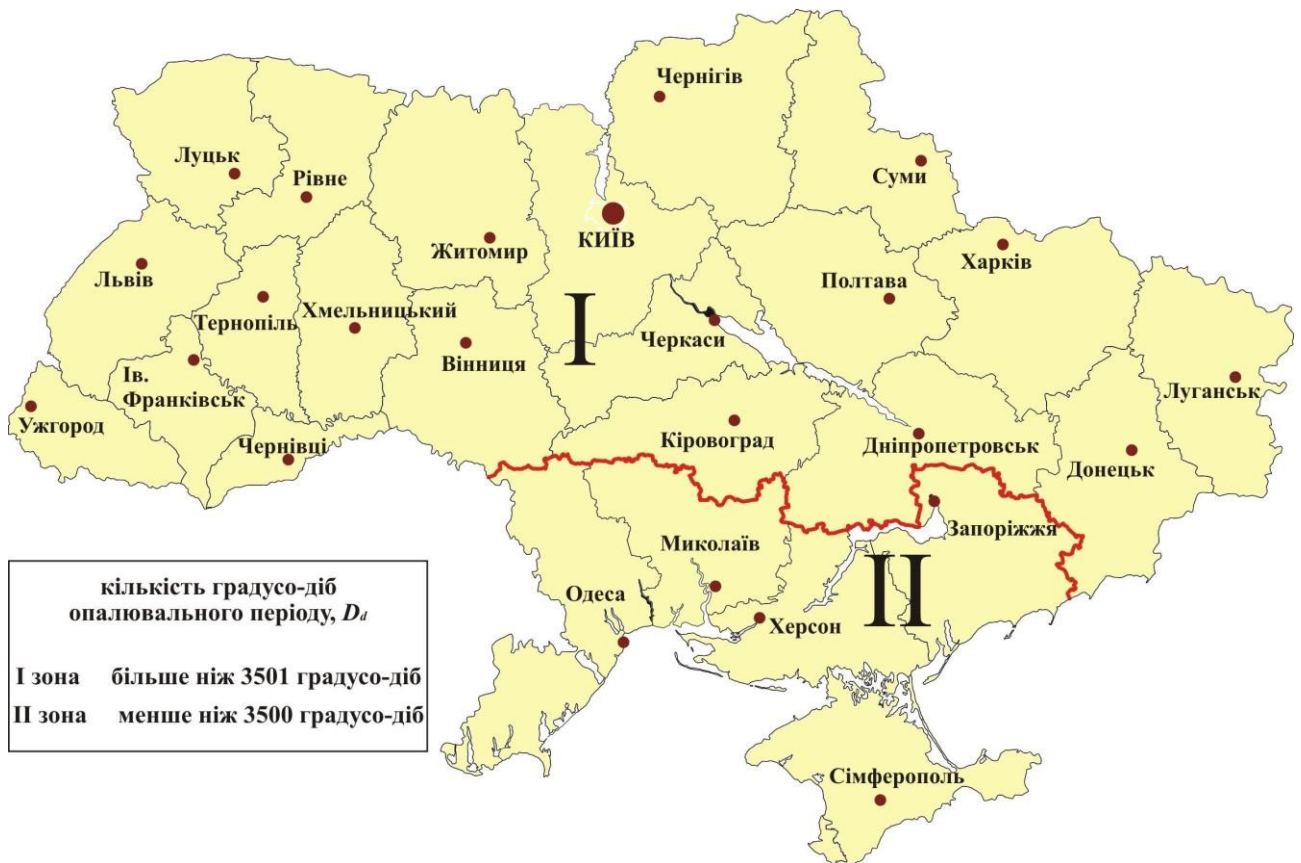 Чернігів
Луцьк
Рівне
Суми
КИЇВ
Житомир
Львів
Харків
Полтава
Тернопіль
Хмельницький
I
Черкаси
Вінниця
Ів.
Франківськ
Луганськ
Ужгород
Чернівці
Кіровоград
Дніпропетровськ
Донецьк
Запоріжжя
Миколаїв
II
Одеса
Херсон
кількість градусо-діб
опалювального періоду, Dd
I зона більше ніж 3501 градусо-діб
II зона менше ніж 3500 градусо-діб
Сімферополь